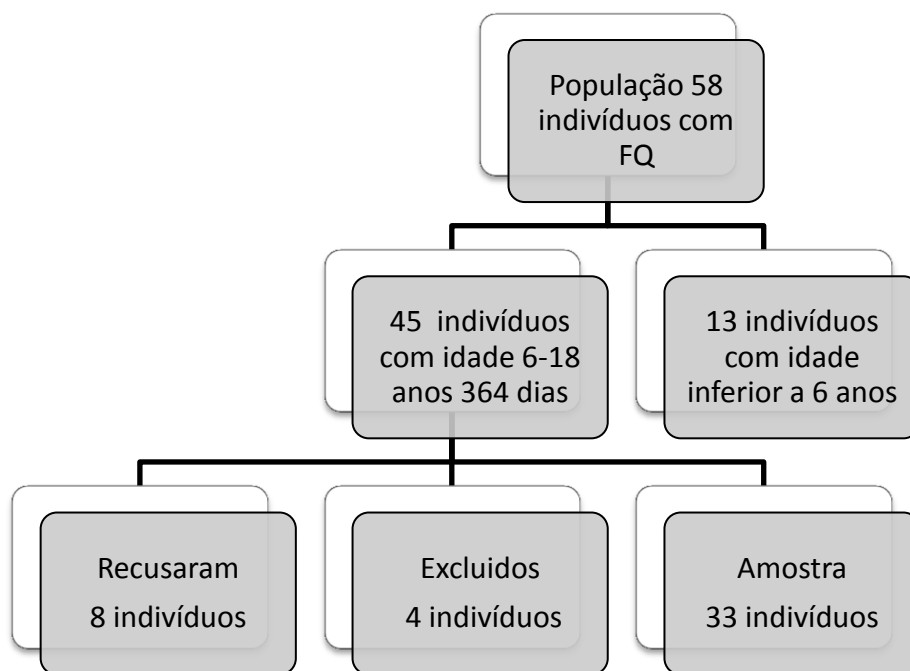 População 58
indivíduos com
FQ
45 indivíduos
com idade 6-18
anos 364 dias
13 indivíduos
com idade
inferior a 6 anos
Recusaram
8 indivíduos
Excluidos
4 indivíduos
Amostra
33 indivíduos